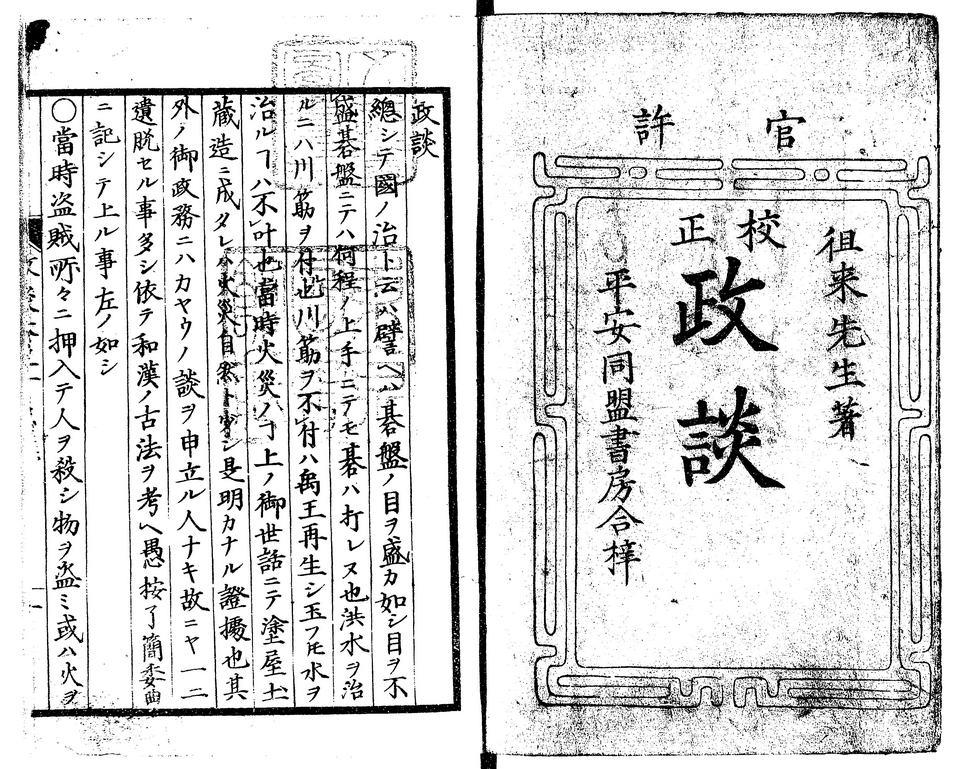 官許
徂来先生著
校正
政談
平安同盟書房合梓
政談
總シテ國ノ治ト云ハ譬ヘハ碁盤ノ目ヲ盛カ如シ目ヲ不
盛碁盤ニテハ何程ノ上手ニテモ碁ハ打レヌ也洪水ヲ治
ルニハ川筋ヲ付也川筋ヲ不付ハ禹王再生シ玉フ𪜈水ヲ
治ルヿハ不叶也當時火災ノヿ上ノ御世話ニテ塗屋土
蔵造ニ成タレハ火災自然ト少シ是明カナル證擾也其
外ノ御政務ニハカヤウノ談ヲ申立ル人ナキ故ニヤ一二
遺脱セル事多シ依テ和漢ノ古法ヲ考ヘ愚按了簡委曲
ニ記シテ上ル事左ノ如シ
〇當時盗賊所々ニ押入テ人ヲ殺シ物ヲ盗ミ或ハ火ヲ